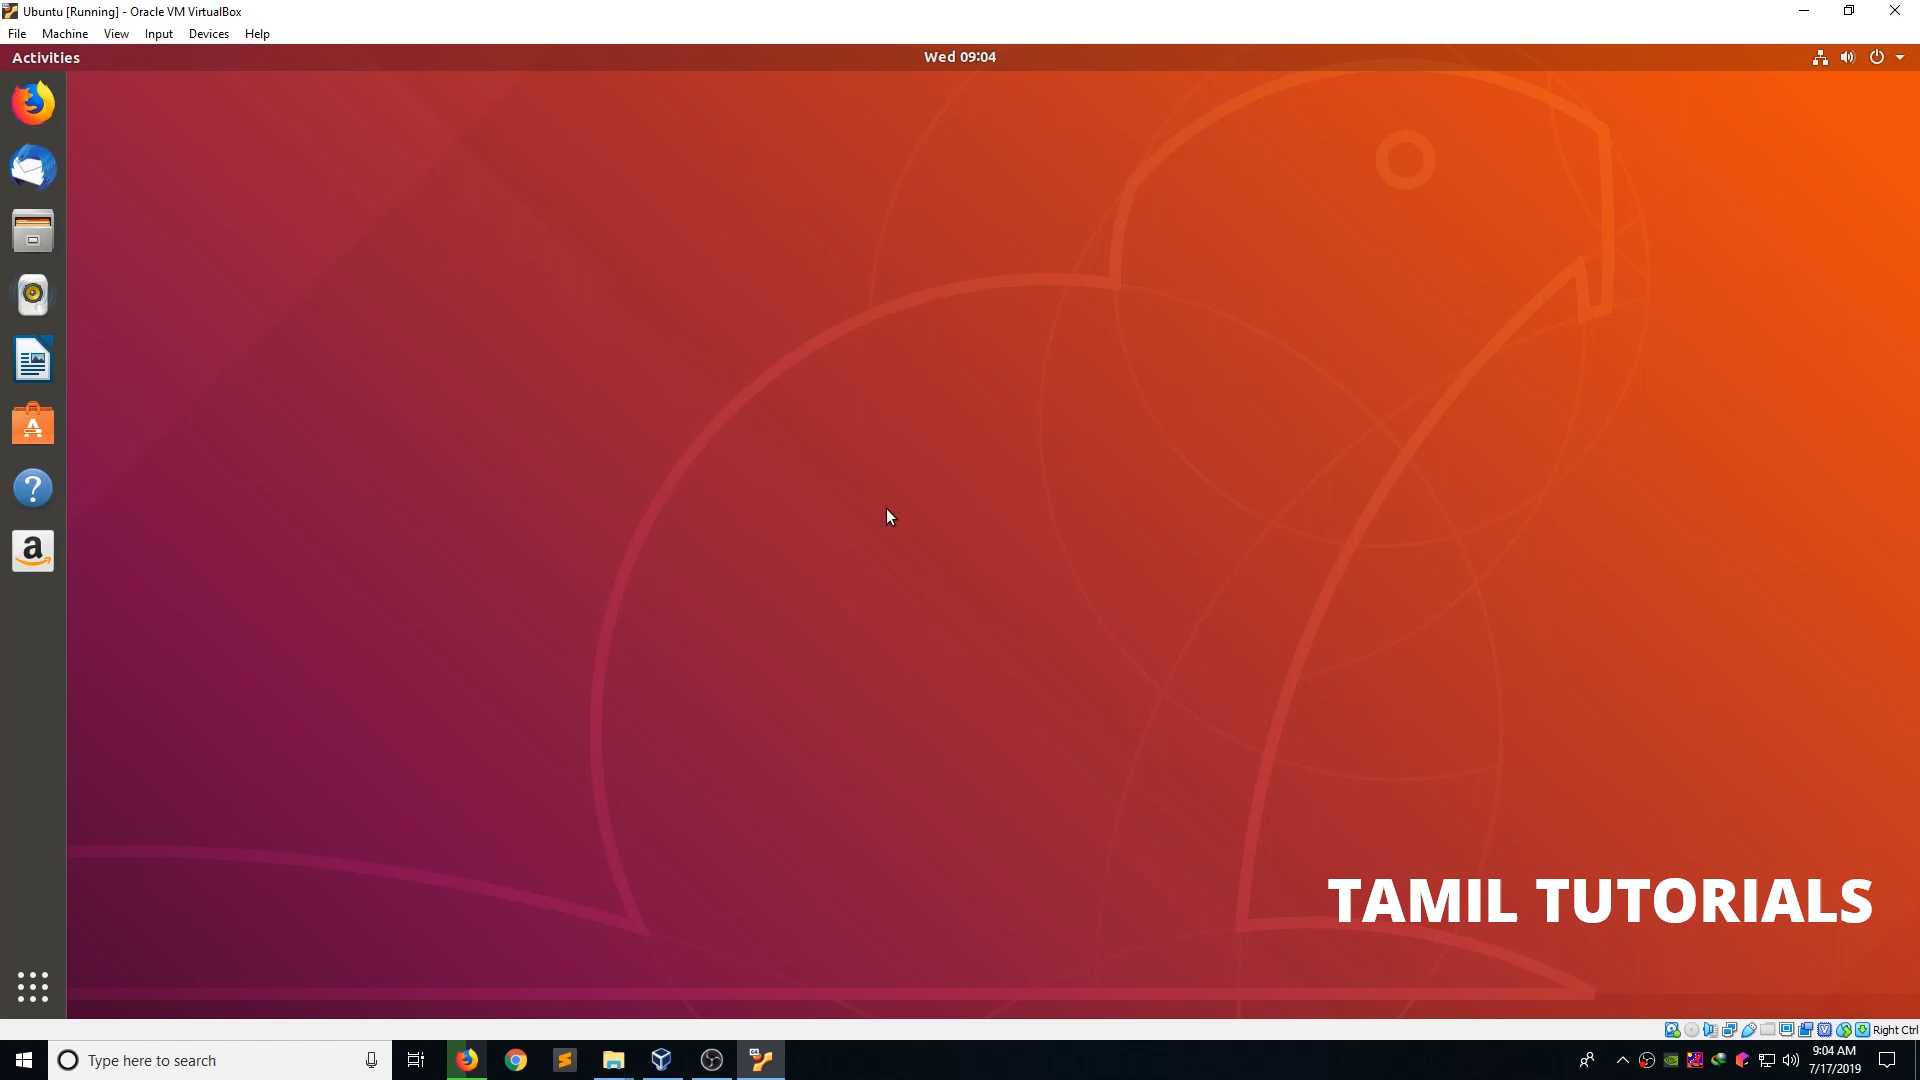 Ubuntu [Running] - Oracle VM VirtualBox
File Machine View Input Devices Help
Activities
Wed 09:04
TAMIL TUTORIALS
Right Ctrl
Type here to search
9:04 AM
7/17/2019